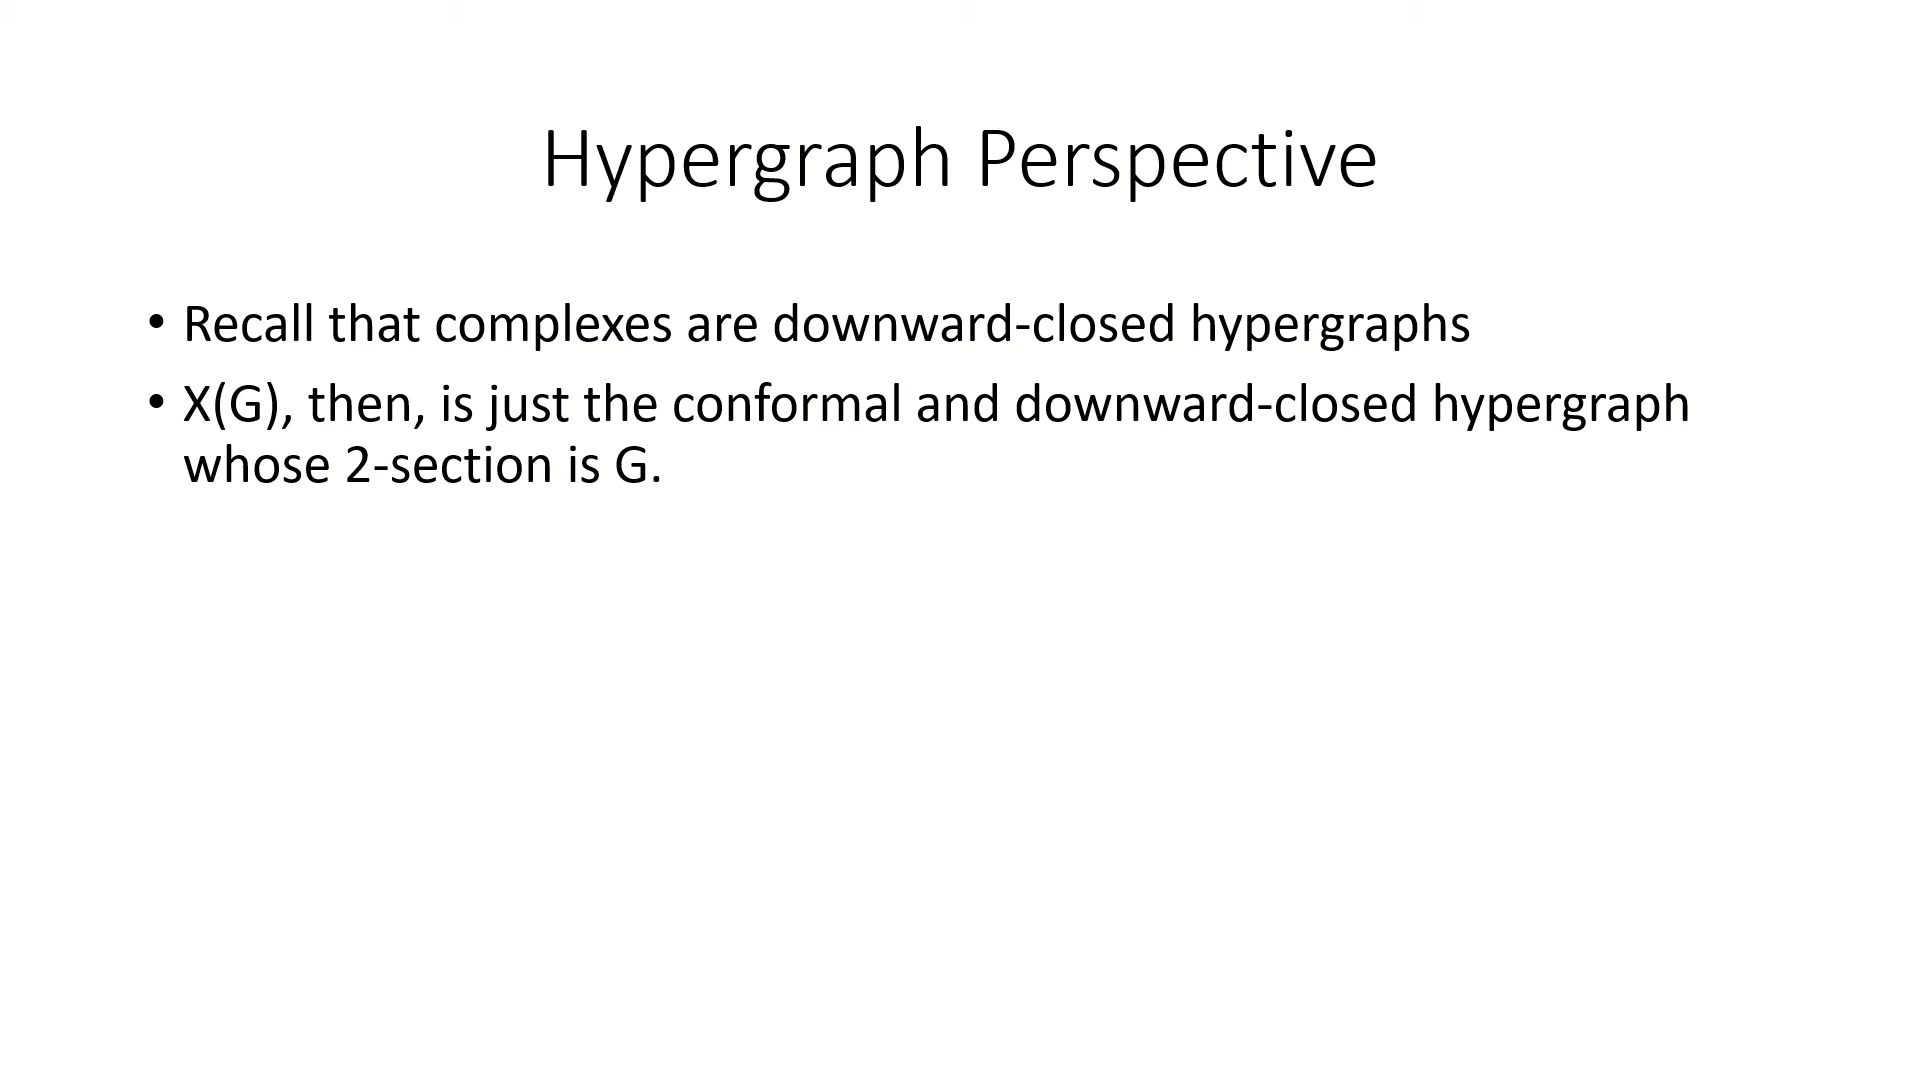 Hypergraph Perspective
• Recall that complexes are downward-closed hypergraphs
• X(G), then, is just the conformal and downward-closed hypergraph
whose 2-section is G.